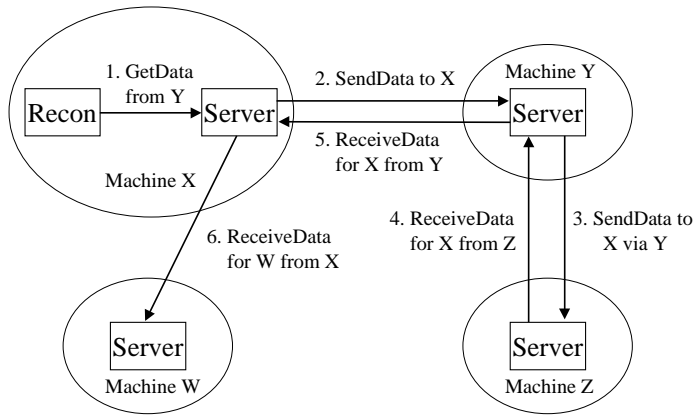 1. GetData
from Y
2. SendData to X
Machine Y
Recon
Server
Server
5. ReceiveData
for X from Y
Machine X
4. ReceiveData
for X from Z
3. SendData to
X via Y
6. ReceiveData
for W from X
Server
Server
Machine W
Machine Z